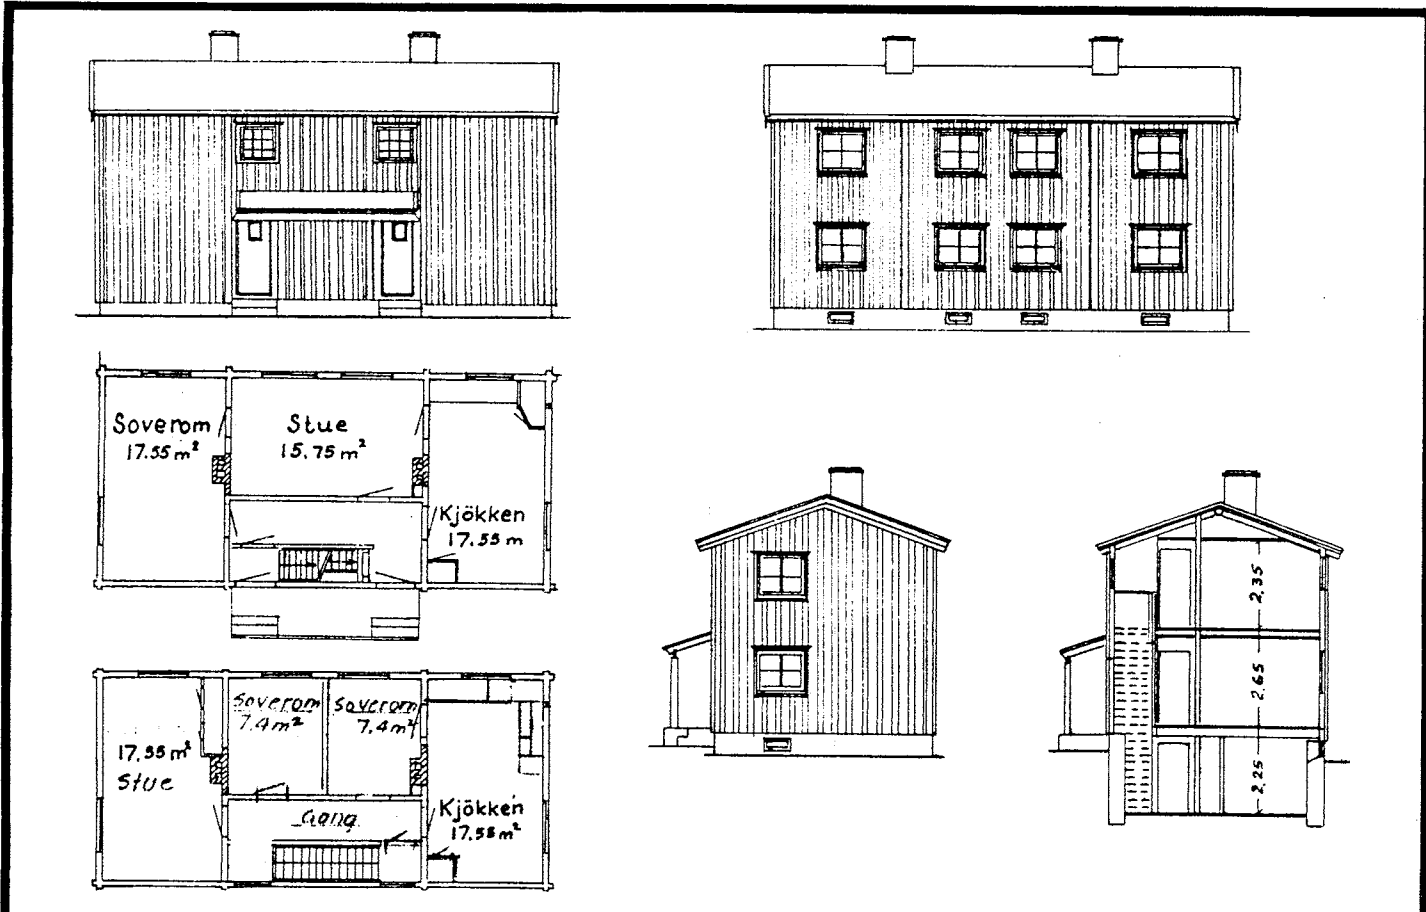 Soverom
17.55 m²
Stue
15.75 m²
Kjökken
17.55 m
Soverom
7.4 m²
Soverom
7.4 m²
17.55 m²
Stue
Gang
Kjökken
17.55 m²
2,35
2,65
2,25